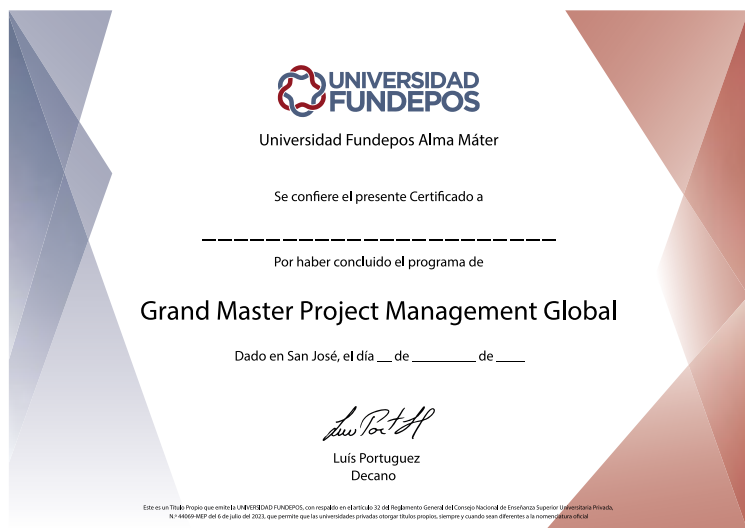 UNIVERSIDAD
FUNDEPOS
Universidad Fundepos Alma Máter
Se confiere el presente Certificado a
_ _ _ _ _ _ _ _ _ _ _ _ _ _ _ _ _ _ _ _ _ _
Por haber concluido el programa de
Grand Master Project Management Global
Dado en San José, el día __ de ________ de ____
Luís Portuguez
Decano
Este es un Título Propio que emite la UNIVERSIDAD FUNDEPOS, con respaldo en el artículo 32 del Reglamento General del Consejo Nacional de Enseñanza Superior Universitaria Privada,
N.º 44069-MEP del 6 de julio del 2023, que permite que las universidades privadas otorgar títulos propios, siempre y cuando sean diferentes a la nomenclatura oficial